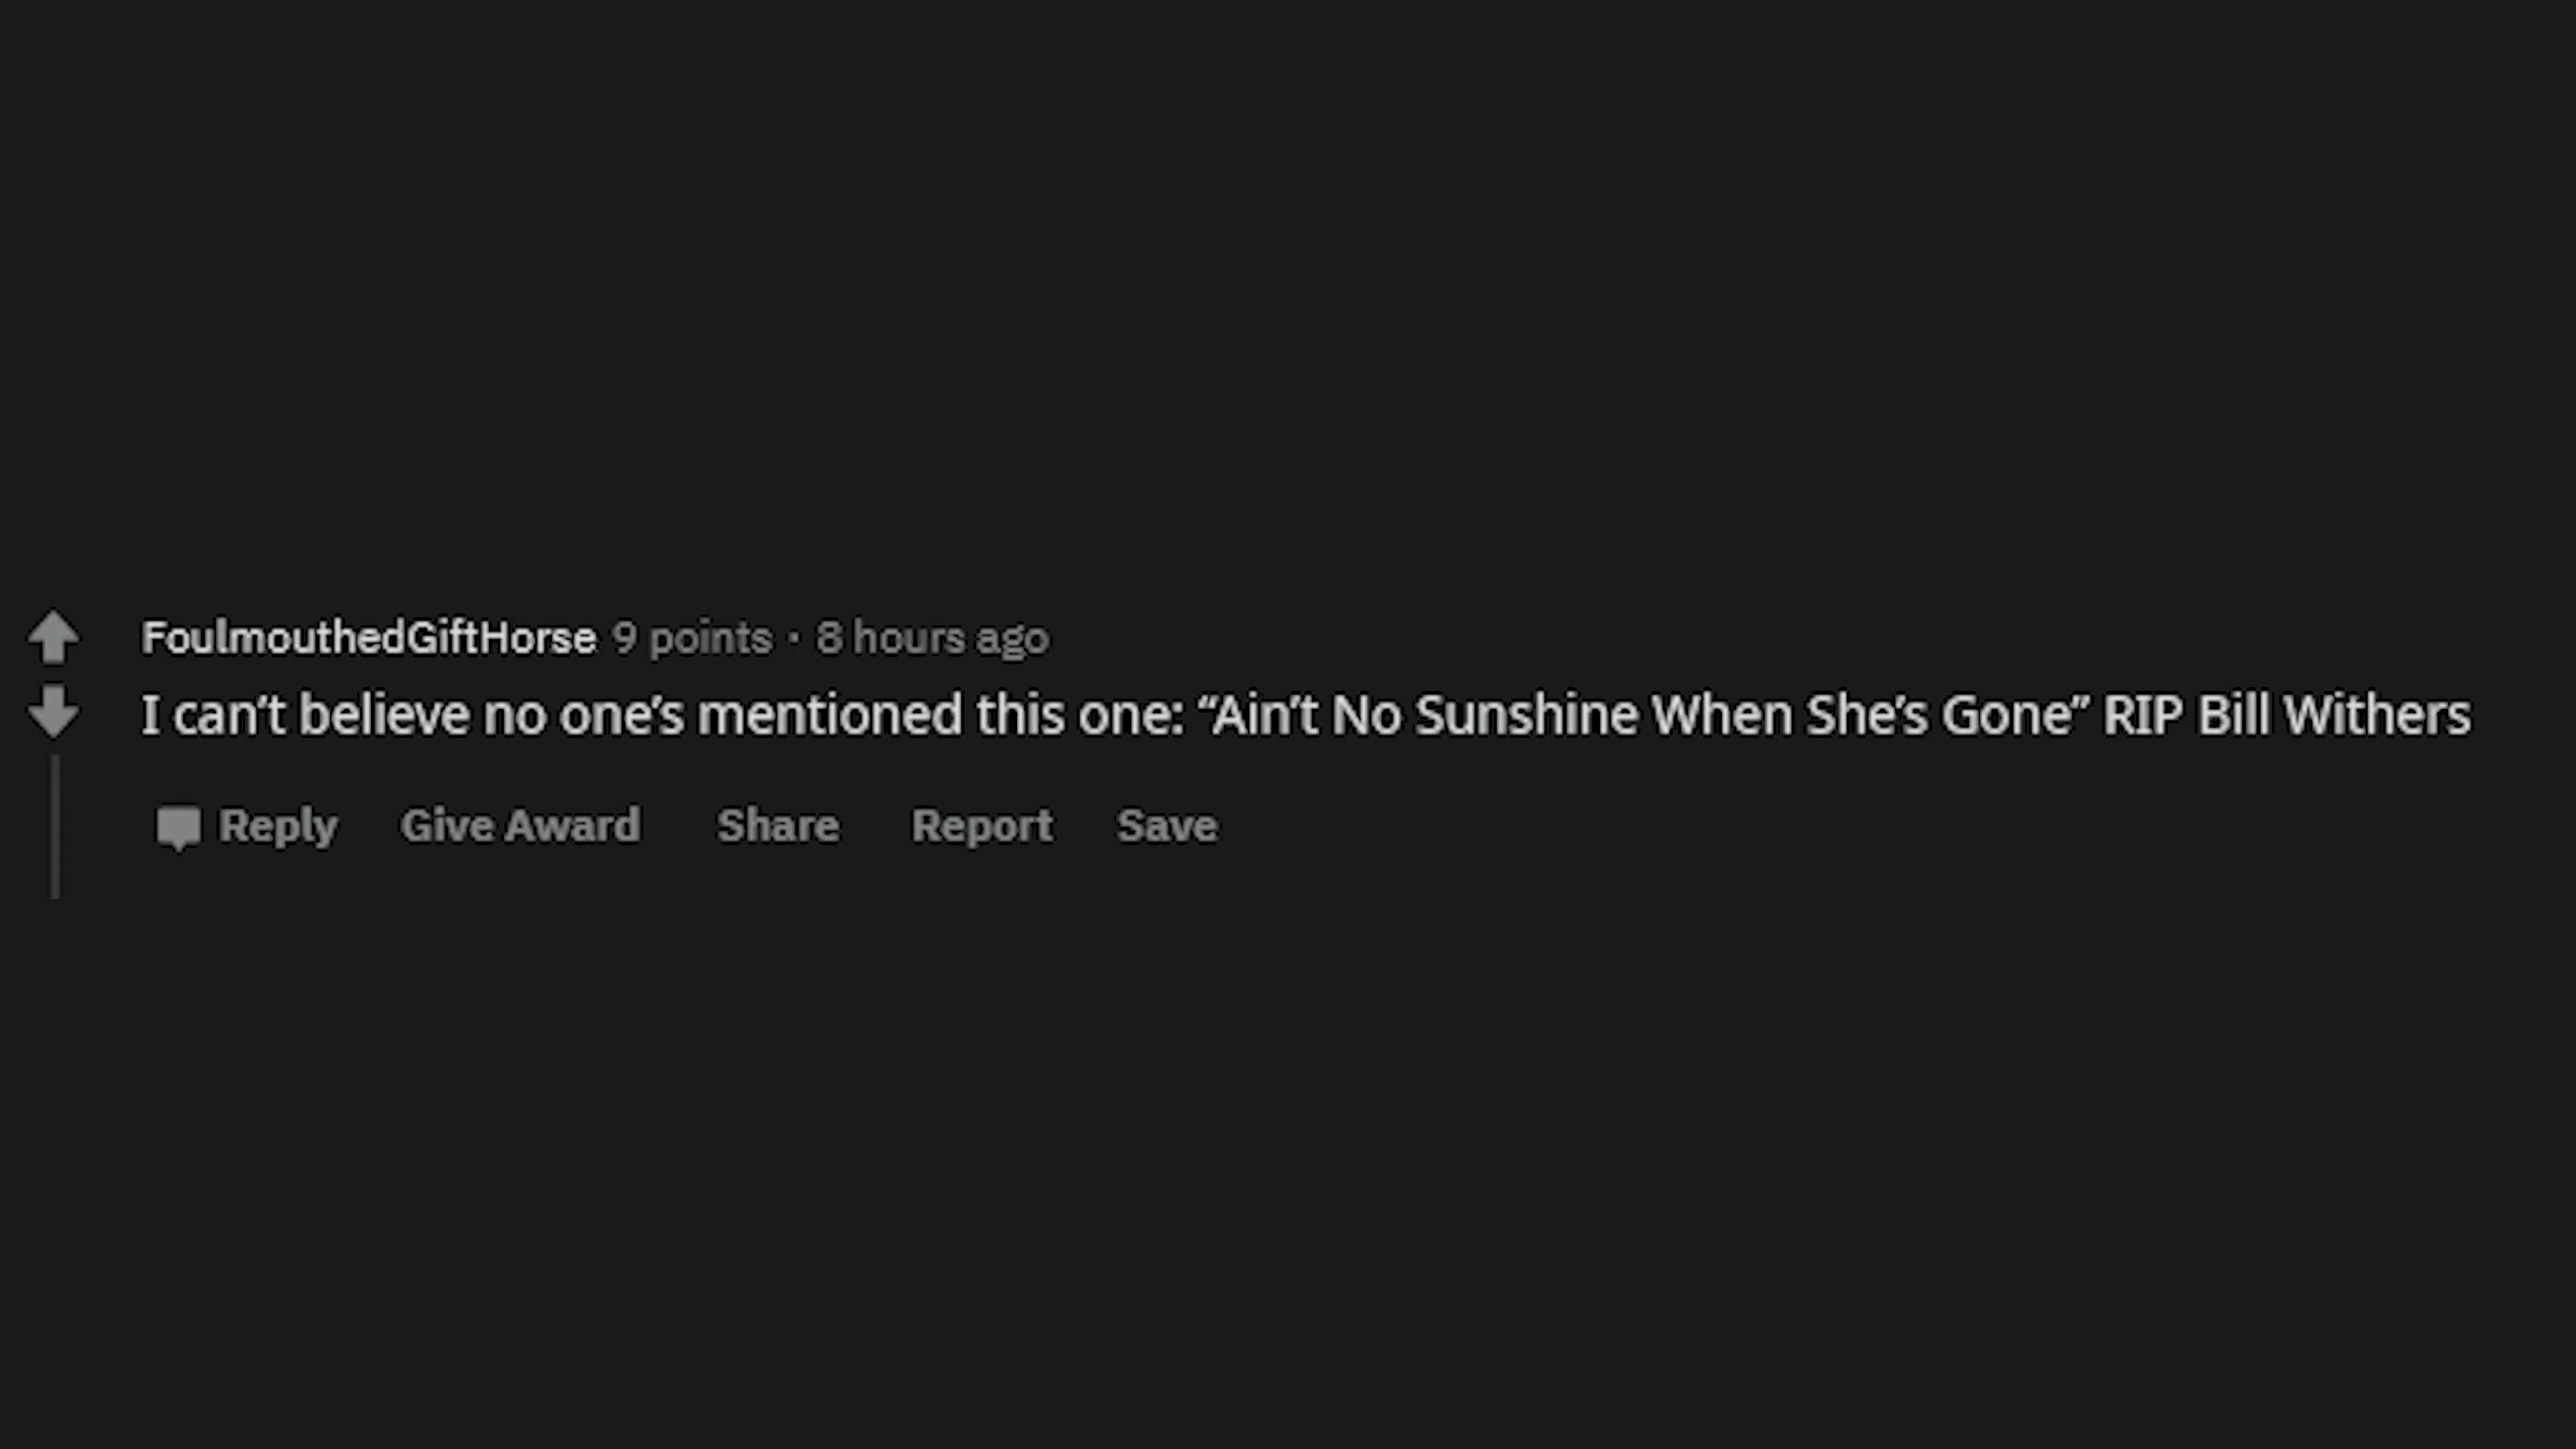 FoulmouthedGiftHorse 9 points · 8 hours ago
I can’t believe no one’s mentioned this one: “Ain’t No Sunshine When She’s Gone” RIP Bill Withers
Reply Give Award Share Report Save